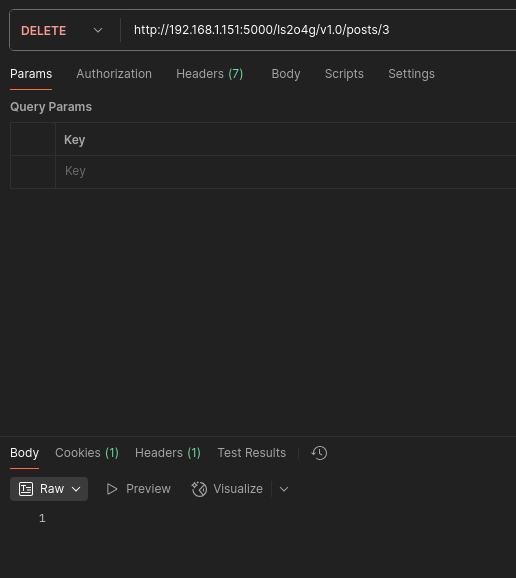 DELETE http://192.168.1.151:5000/ls2o4g/v1.0/posts/3
Params Authorization Headers (7) Body Scripts Settings
Query Params
Key
Key
Body Cookies (1) Headers (1) Test Results
Raw Preview Visualize
1